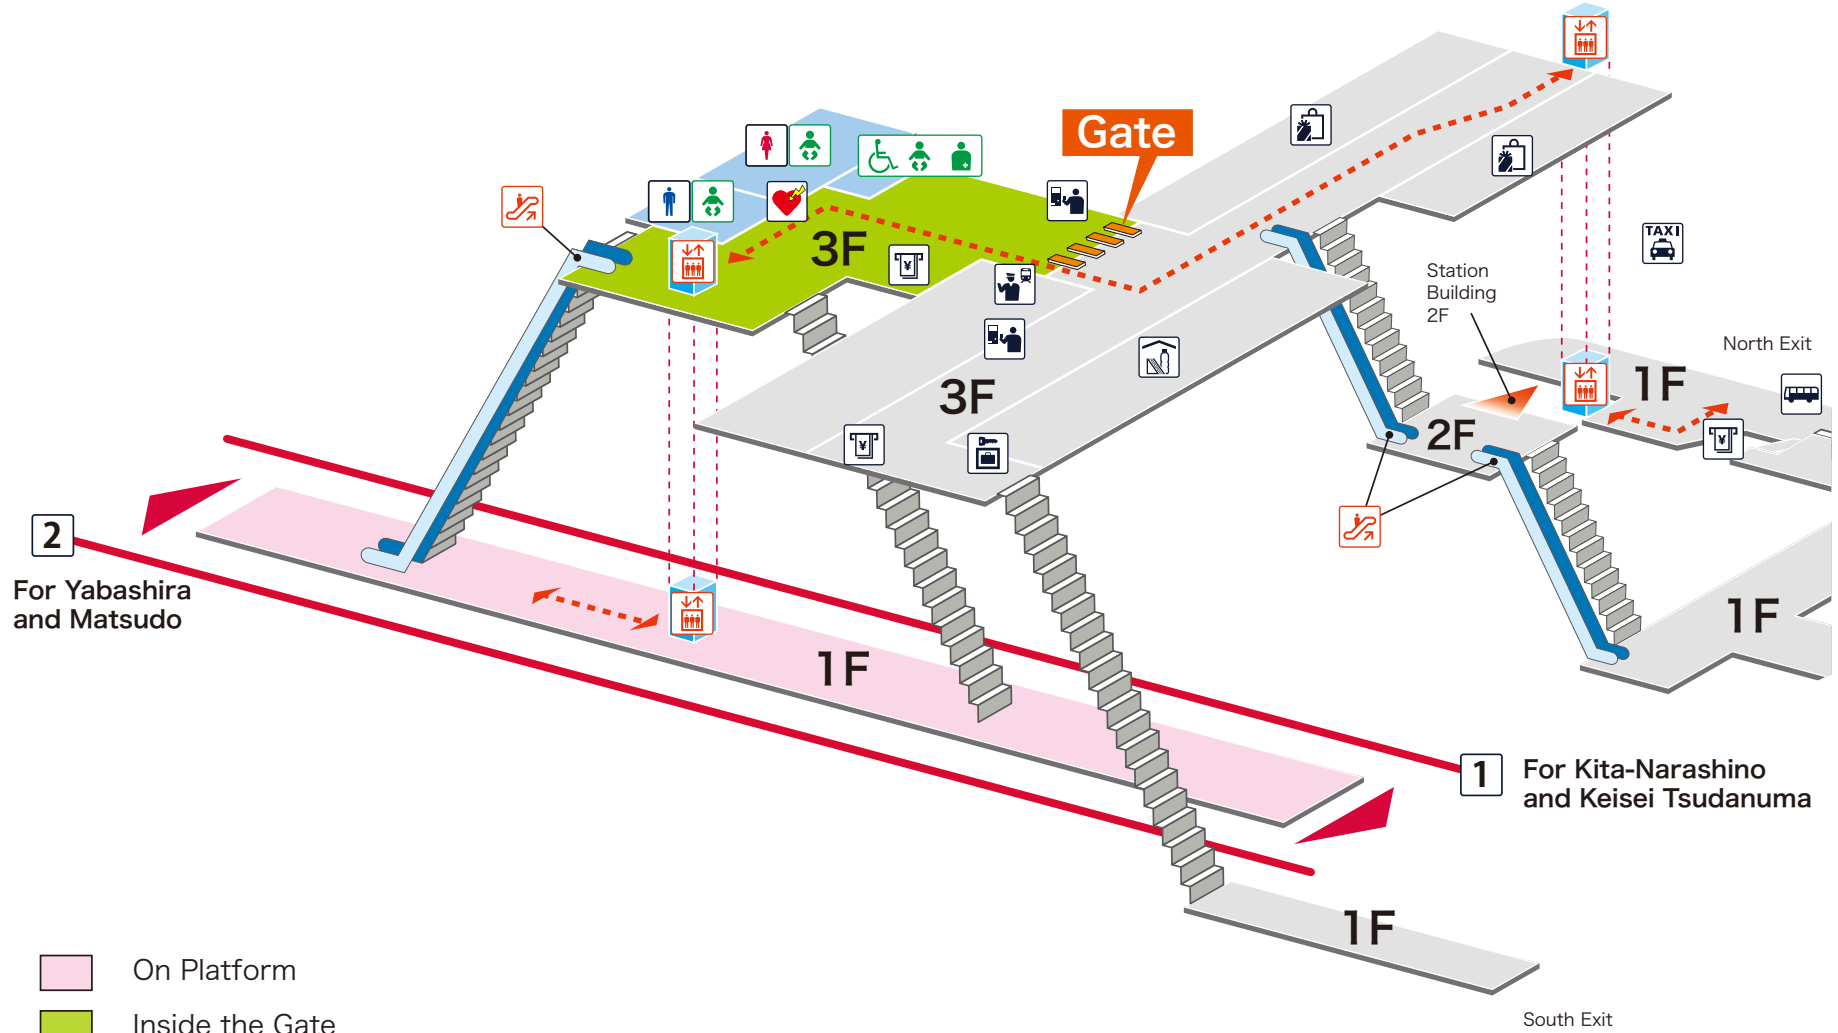 Gate
TAXI
3F
¥
Station
Building
2F
North Exit
1F
3F
2F
¥
¥
2
For Yabashira
and Matsudo
1F
1F
1
For Kita-Narashino
and Keisei Tsudanuma
1F
On Platform
Inside the Gate
South Exit